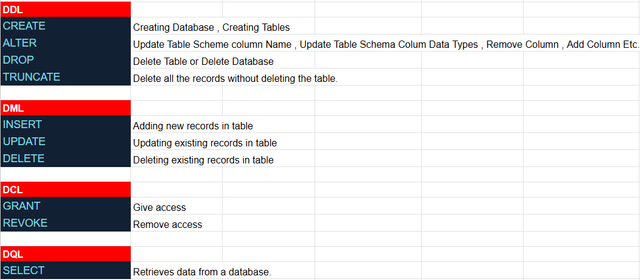 DDL
CREATE Creating Database , Creating Tables
ALTER Update Table Scheme column Name , Update Table Schema Colum Data Types , Remove Column , Add Column Etc.
DROP Delete Table or Delete Database
TRUNCATE Delete all the records without deleting the table.
DML
INSERT Adding new records in table
UPDATE Updating existing records in table
DELETE Deleting existing records in table
DCL
GRANT Give access
REVOKE Remove access
DQL
SELECT Retrieves data from a database.